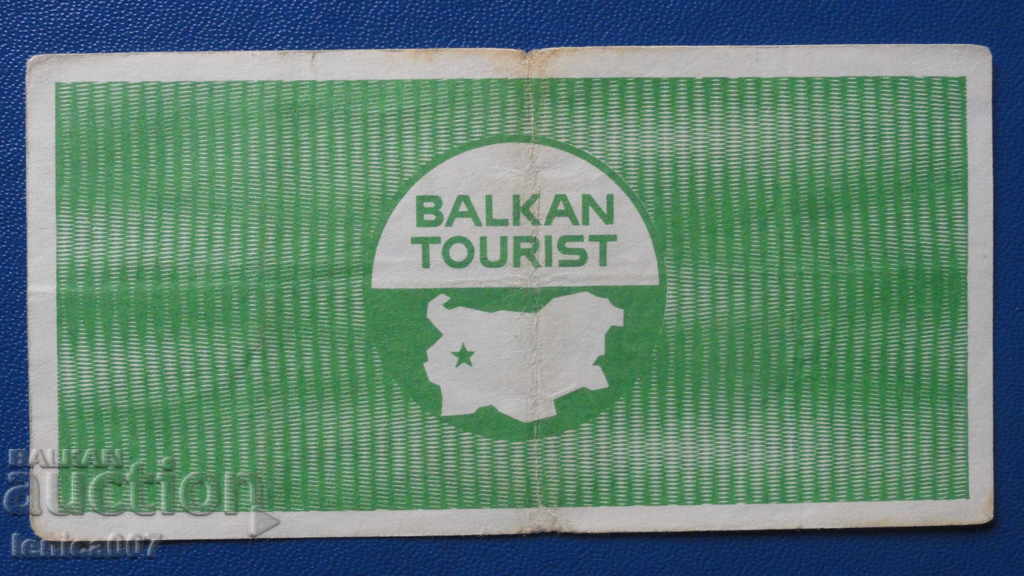 BALKAN
TOURIST
BALKAN
auction
lenica007